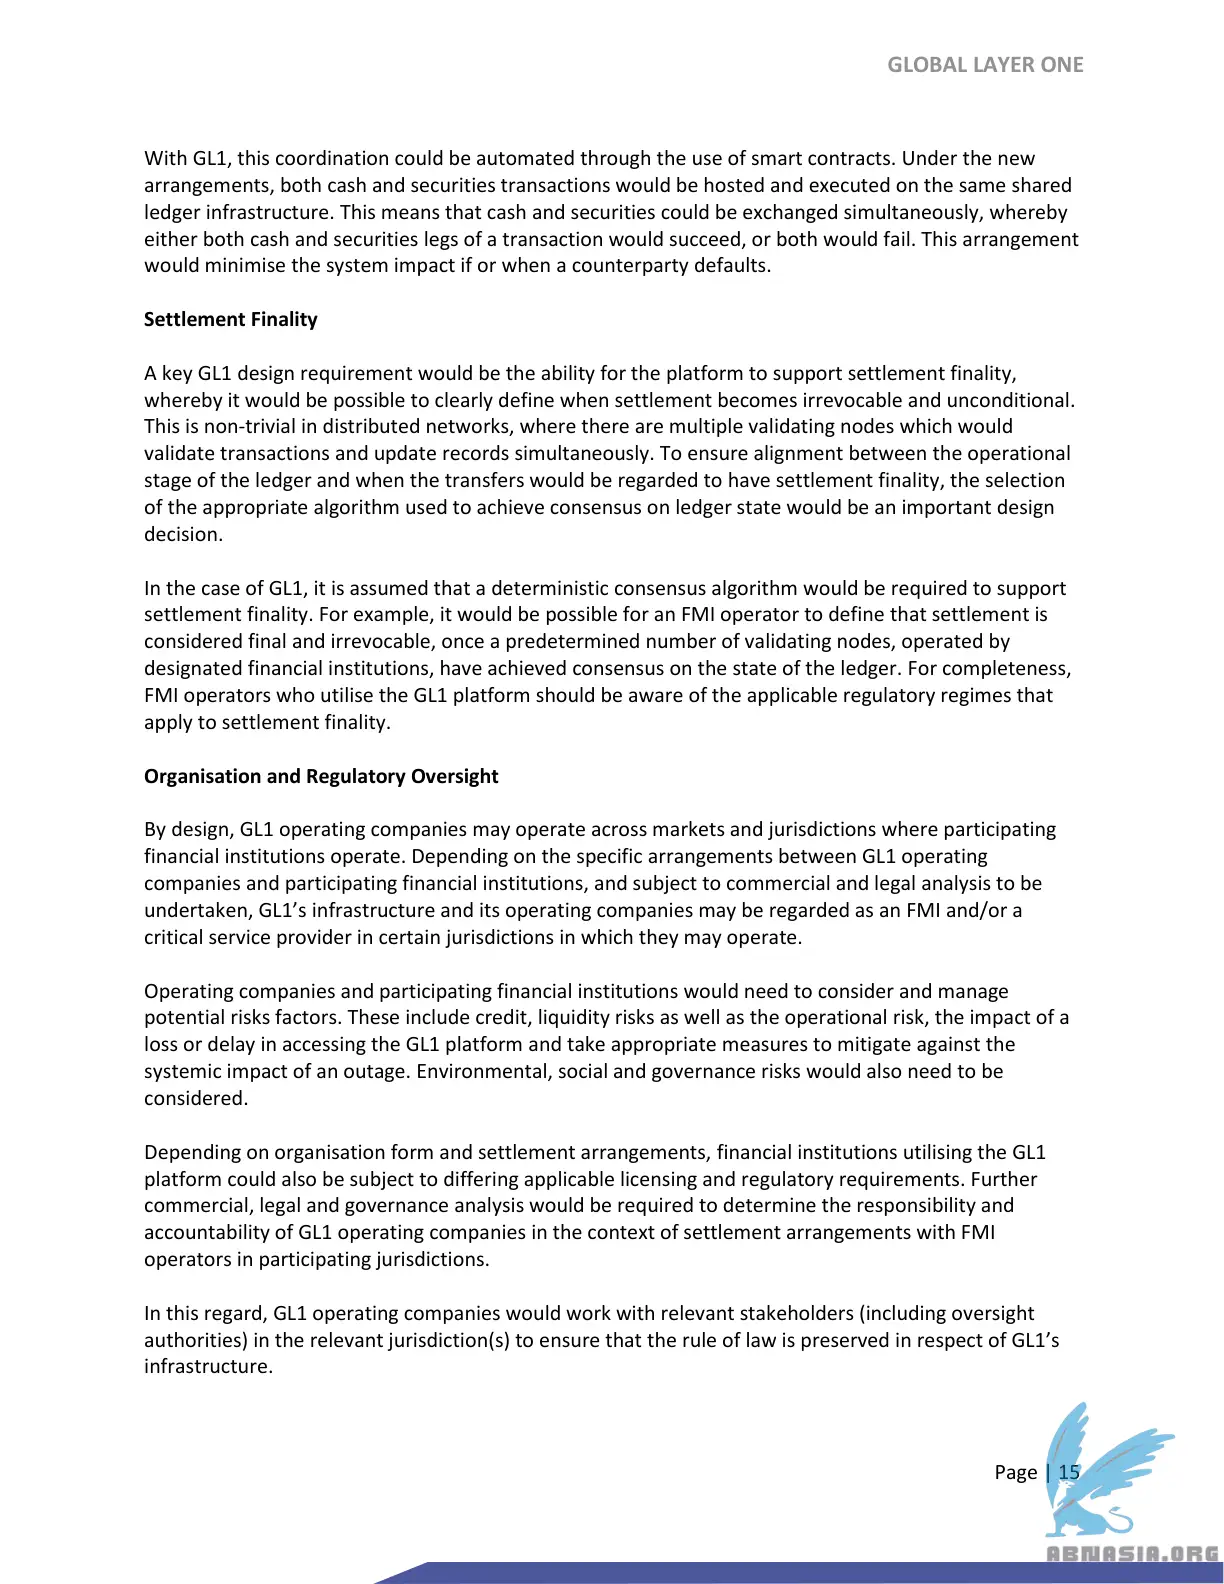 GLOBAL LAYER ONE
With GL1, this coordination could be automated through the use of smart contracts. Under the new
arrangements, both cash and securities transactions would be hosted and executed on the same shared
ledger infrastructure. This means that cash and securities could be exchanged simultaneously, whereby
either both cash and securities legs of a transaction would succeed, or both would fail. This arrangement
would minimise the system impact if or when a counterparty defaults.
Settlement Finality
A key GL1 design requirement would be the ability for the platform to support settlement finality,
whereby it would be possible to clearly define when settlement becomes irrevocable and unconditional.
This is non-trivial in distributed networks, where there are multiple validating nodes which would
validate transactions and update records simultaneously. To ensure alignment between the operational
stage of the ledger and when the transfers would be regarded to have settlement finality, the selection
of the appropriate algorithm used to achieve consensus on ledger state would be an important design
decision.
In the case of GL1, it is assumed that a deterministic consensus algorithm would be required to support
settlement finality. For example, it would be possible for an FMI operator to define that settlement is
considered final and irrevocable, once a predetermined number of validating nodes, operated by
designated financial institutions, have achieved consensus on the state of the ledger. For completeness,
FMI operators who utilise the GL1 platform should be aware of the applicable regulatory regimes that
apply to settlement finality.
Organisation and Regulatory Oversight
By design, GL1 operating companies may operate across markets and jurisdictions where participating
financial institutions operate. Depending on the specific arrangements between GL1 operating
companies and participating financial institutions, and subject to commercial and legal analysis to be
undertaken, GL1’s infrastructure and its operating companies may be regarded as an FMI and/or a
critical service provider in certain jurisdictions in which they may operate.
Operating companies and participating financial institutions would need to consider and manage
potential risks factors. These include credit, liquidity risks as well as the operational risk, the impact of a
loss or delay in accessing the GL1 platform and take appropriate measures to mitigate against the
systemic impact of an outage. Environmental, social and governance risks would also need to be
considered.
Depending on organisation form and settlement arrangements, financial institutions utilising the GL1
platform could also be subject to differing applicable licensing and regulatory requirements. Further
commercial, legal and governance analysis would be required to determine the responsibility and
accountability of GL1 operating companies in the context of settlement arrangements with FMI
operators in participating jurisdictions.
In this regard, GL1 operating companies would work with relevant stakeholders (including oversight
authorities) in the relevant jurisdiction(s) to ensure that the rule of law is preserved in respect of GL1’s
infrastructure.
Page | 15
ABNASIA.ORG